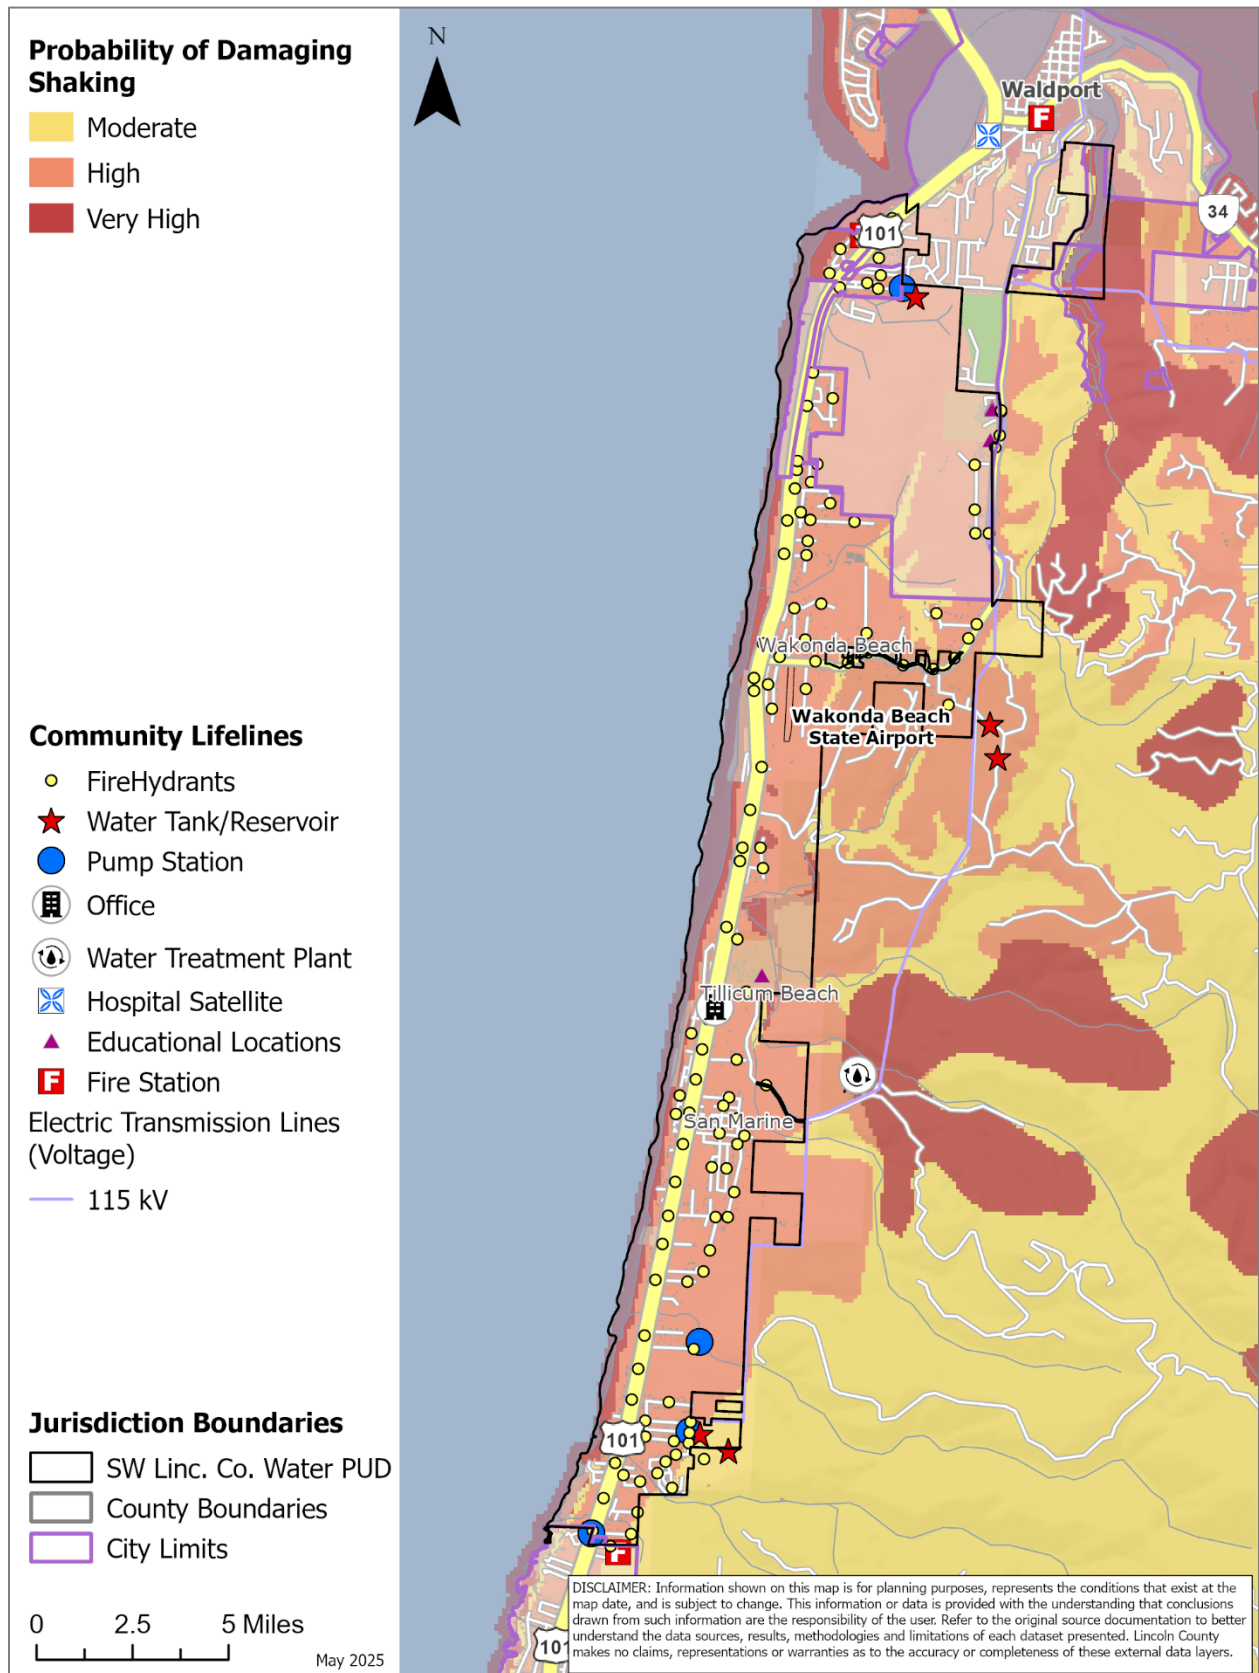 Probability of Damaging
Shaking
Moderate
High
Very High
Community Lifelines
FireHydrants
Water Tank/Reservoir
Pump Station
Office
Water Treatment Plant
Hospital Satellite
Educational Locations
F
Fire Station
Electric Transmission Lines
(Voltage)
115 kV
Jurisdiction Boundaries
SW Linc. Co. Water PUD
County Boundaries
City Limits
0 2.5 5 Miles
May 2025
N
Waldport
F
34
101
Wakonda Beach
Wakonda Beach
State Airport
Tillicum Beach
San Marine
101
F
101
DISCLAIMER: Information shown on this map is for planning purposes, represents the conditions that exist at the
map date, and is subject to change. This information or data is provided with the understanding that conclusions
drawn from such information are the responsibility of the user. Refer to the original source documentation to better
understand the data sources, results, methodologies and limitations of each dataset presented. Lincoln County
makes no claims, representations or warranties as to the accuracy or completeness of these external data layers.